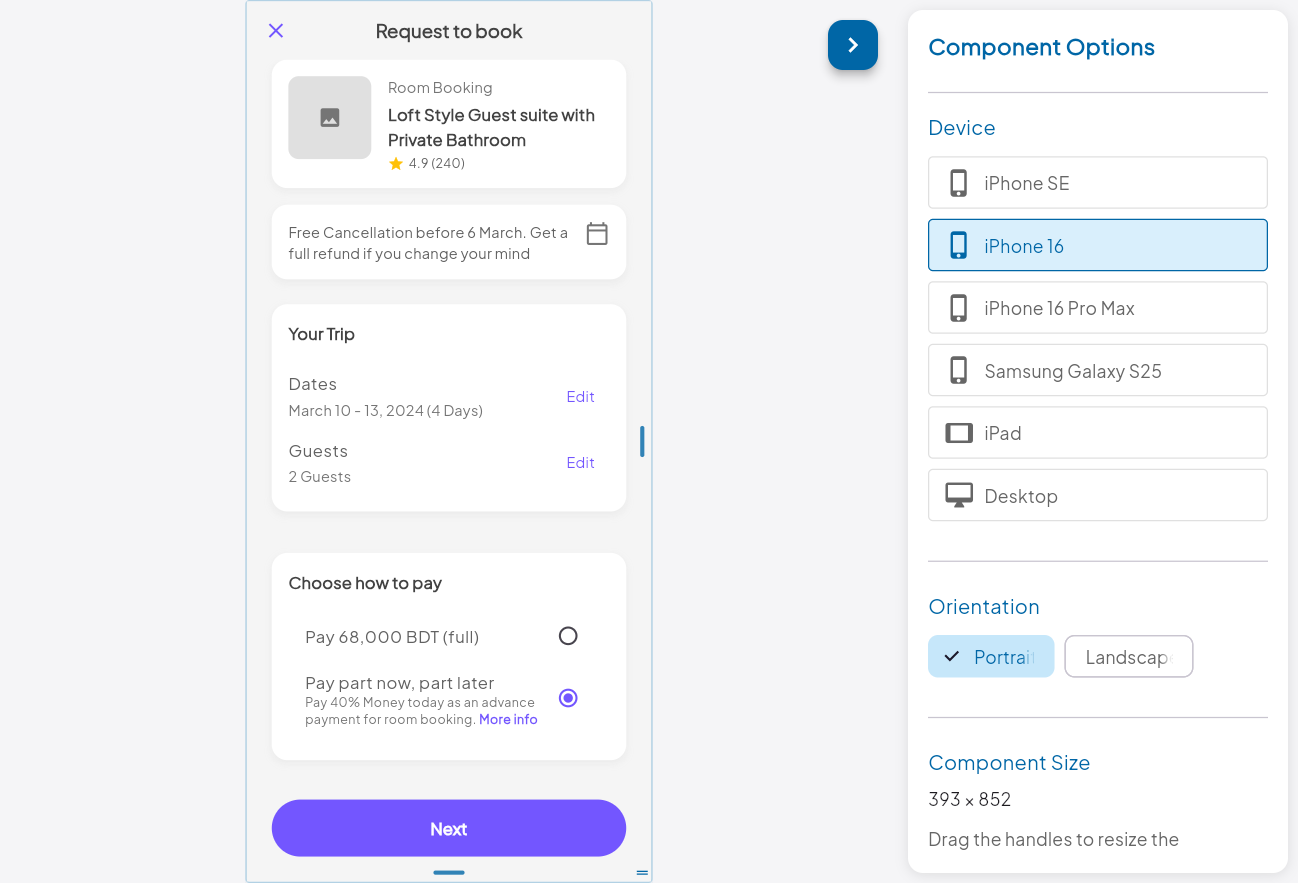 Request to book
Room Booking
Loft Style Guest suite with
Private Bathroom
4.9 (240)
Free Cancellation before 6 March. Get a
full refund if you change your mind
Your Trip
Dates
March 10 - 13, 2024 (4 Days)
Edit
Guests
2 Guests
Edit
Choose how to pay
Pay 68,000 BDT (full)
Pay part now, part later
Pay 40% Money today as an advance
payment for room booking. More info
Next
Component Options
Device
iPhone SE
iPhone 16
iPhone 16 Pro Max
Samsung Galaxy S25
iPad
Desktop
Orientation
Portrait
Landscape
Component Size
393 × 852
Drag the handles to resize the